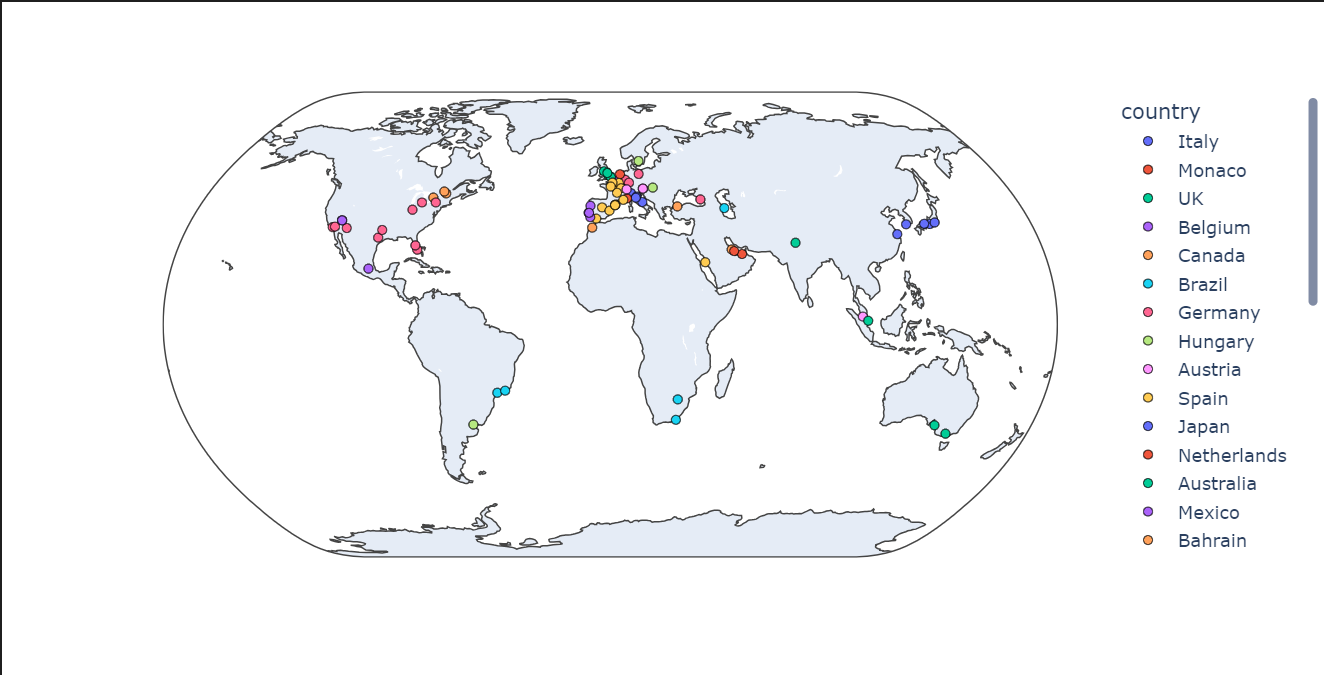 country
Italy
Monaco
UK
Belgium
Canada
Brazil
Germany
Hungary
Austria
Spain
Japan
Netherlands
Australia
Mexico
Bahrain